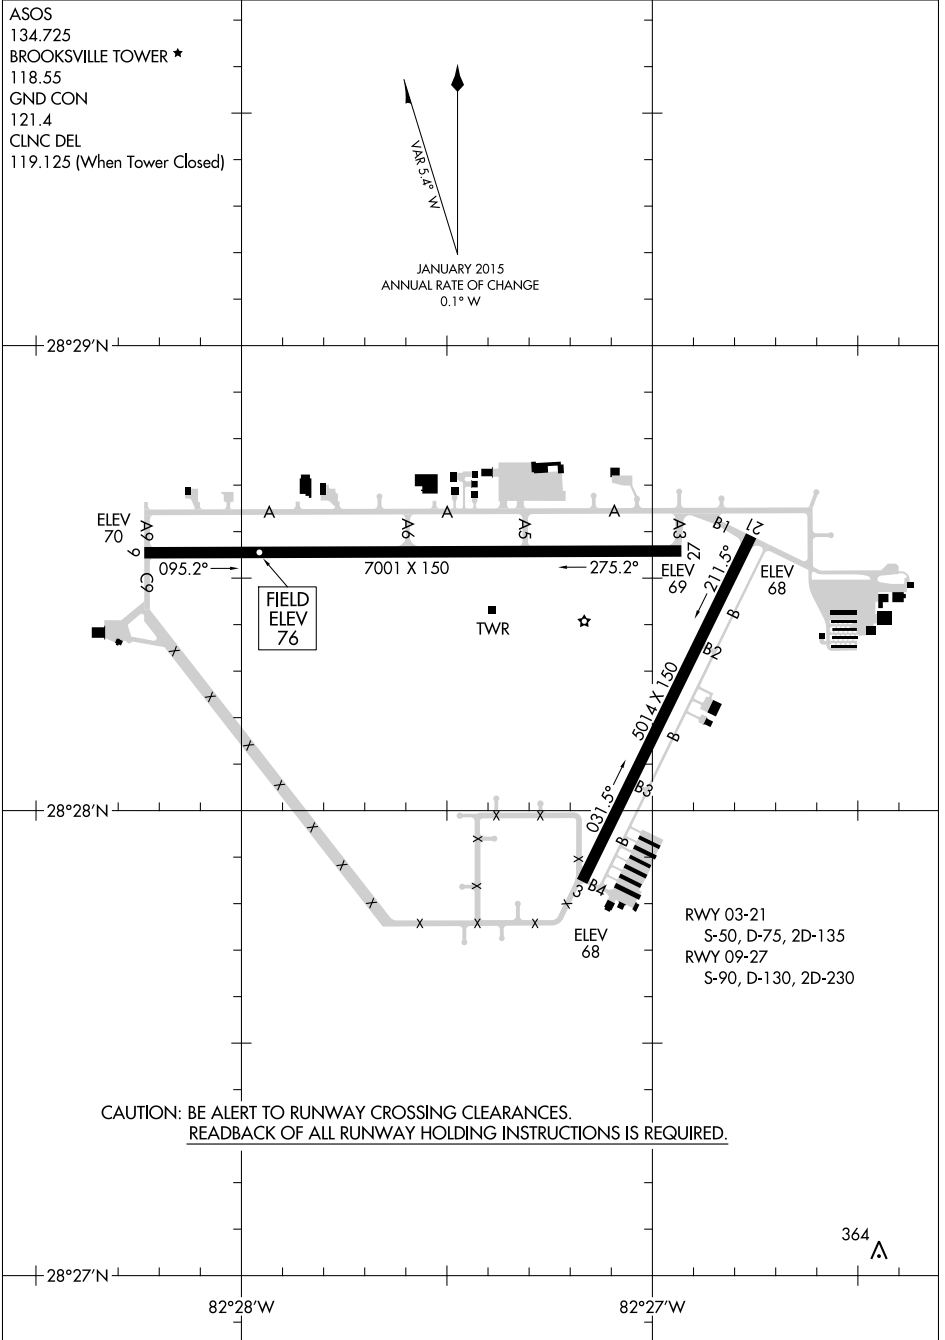 ASOS
134.725
BROOKSVILLE TOWER ★
118.55
GND CON
121.4
CLNC DEL
119.125 (When Tower Closed)
VAR 5.4° W
JANUARY 2015
ANNUAL RATE OF CHANGE
0.1° W
28°29'N
A
A
A
B1
21
ELEV
70
A9
A6
A5
A3
9
27
095.2°
7001 X 150
275.2°
ELEV
69
211.5°
ELEV
68
C9
FIELD
ELEV
76
TWR
B
B2
X
X
X
X
X
X
X
5014 X 150
B
031.5°
B3
28°28'N
X
X
X
X
X
B
3
B4
X
X
X
X
ELEV
68
RWY 03-21
S-50, D-75, 2D-135
RWY 09-27
S-90, D-130, 2D-230
CAUTION: BE ALERT TO RUNWAY CROSSING CLEARANCES.
READBACK OF ALL RUNWAY HOLDING INSTRUCTIONS IS REQUIRED.
364
28°27'N
82°28'W
82°27'W